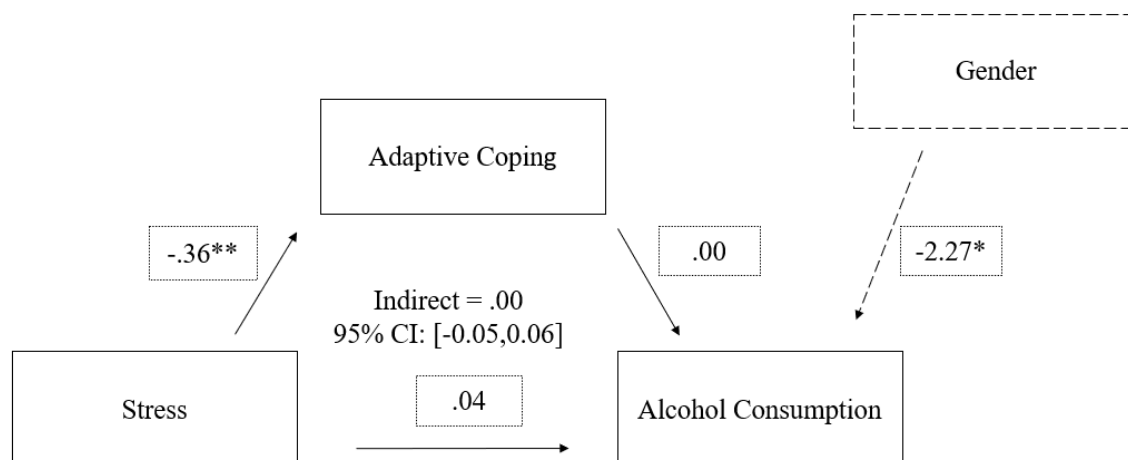 Gender
Adaptive Coping
-.36**
.00
-2.27*
Indirect = .00
95% CI: [-0.05,0.06]
.04
Stress
Alcohol Consumption